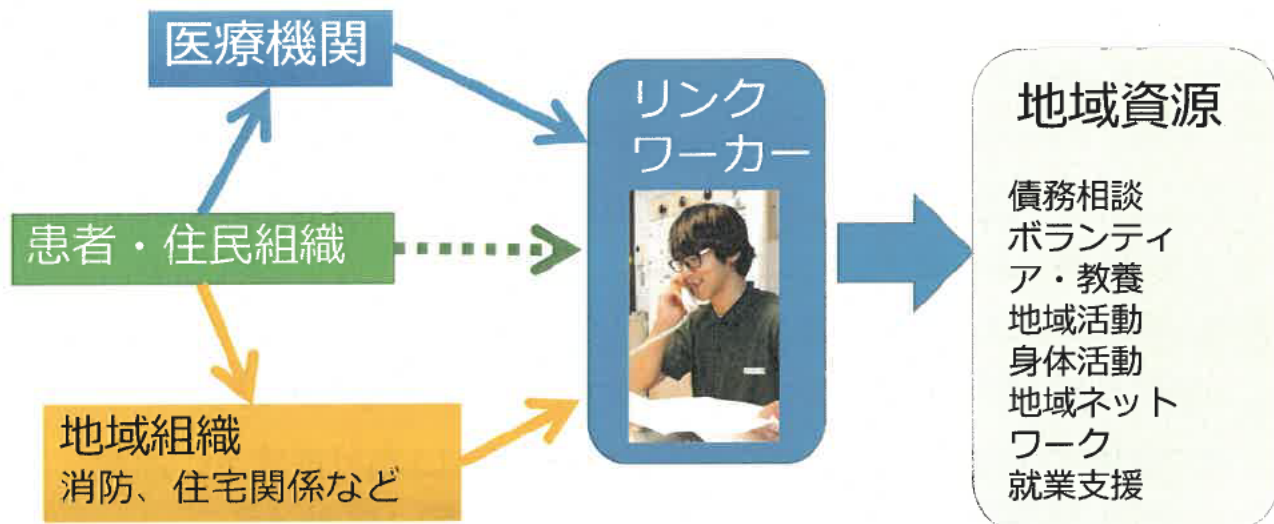 医療機関
患者・住民組織
地域組織
消防、住宅関係など
リンク
ワーカー
地域資源
債務相談
ボランティ
ア・教養
地域活動
身体活動
地域ネット
ワーク
就業支援